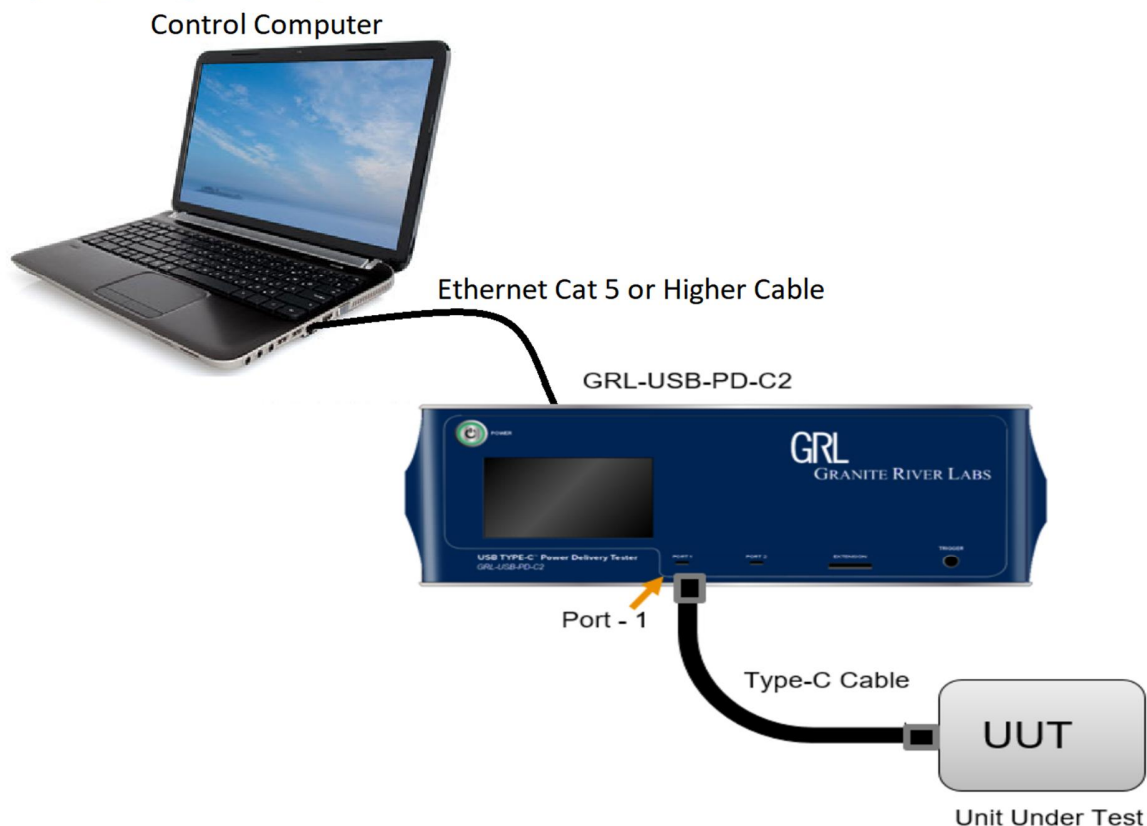 Control Computer
Ethernet Cat 5 or Higher Cable
GRL-USB-PD-C2
POWER
GRL
GRANITE RIVER LABS
USB TYPE-C™ Power Delivery Tester
GRL-USB-PD-C2
PORT 1
PORT 2
EXTENSION
TRIGGER
Port - 1
Type-C Cable
UUT
Unit Under Test